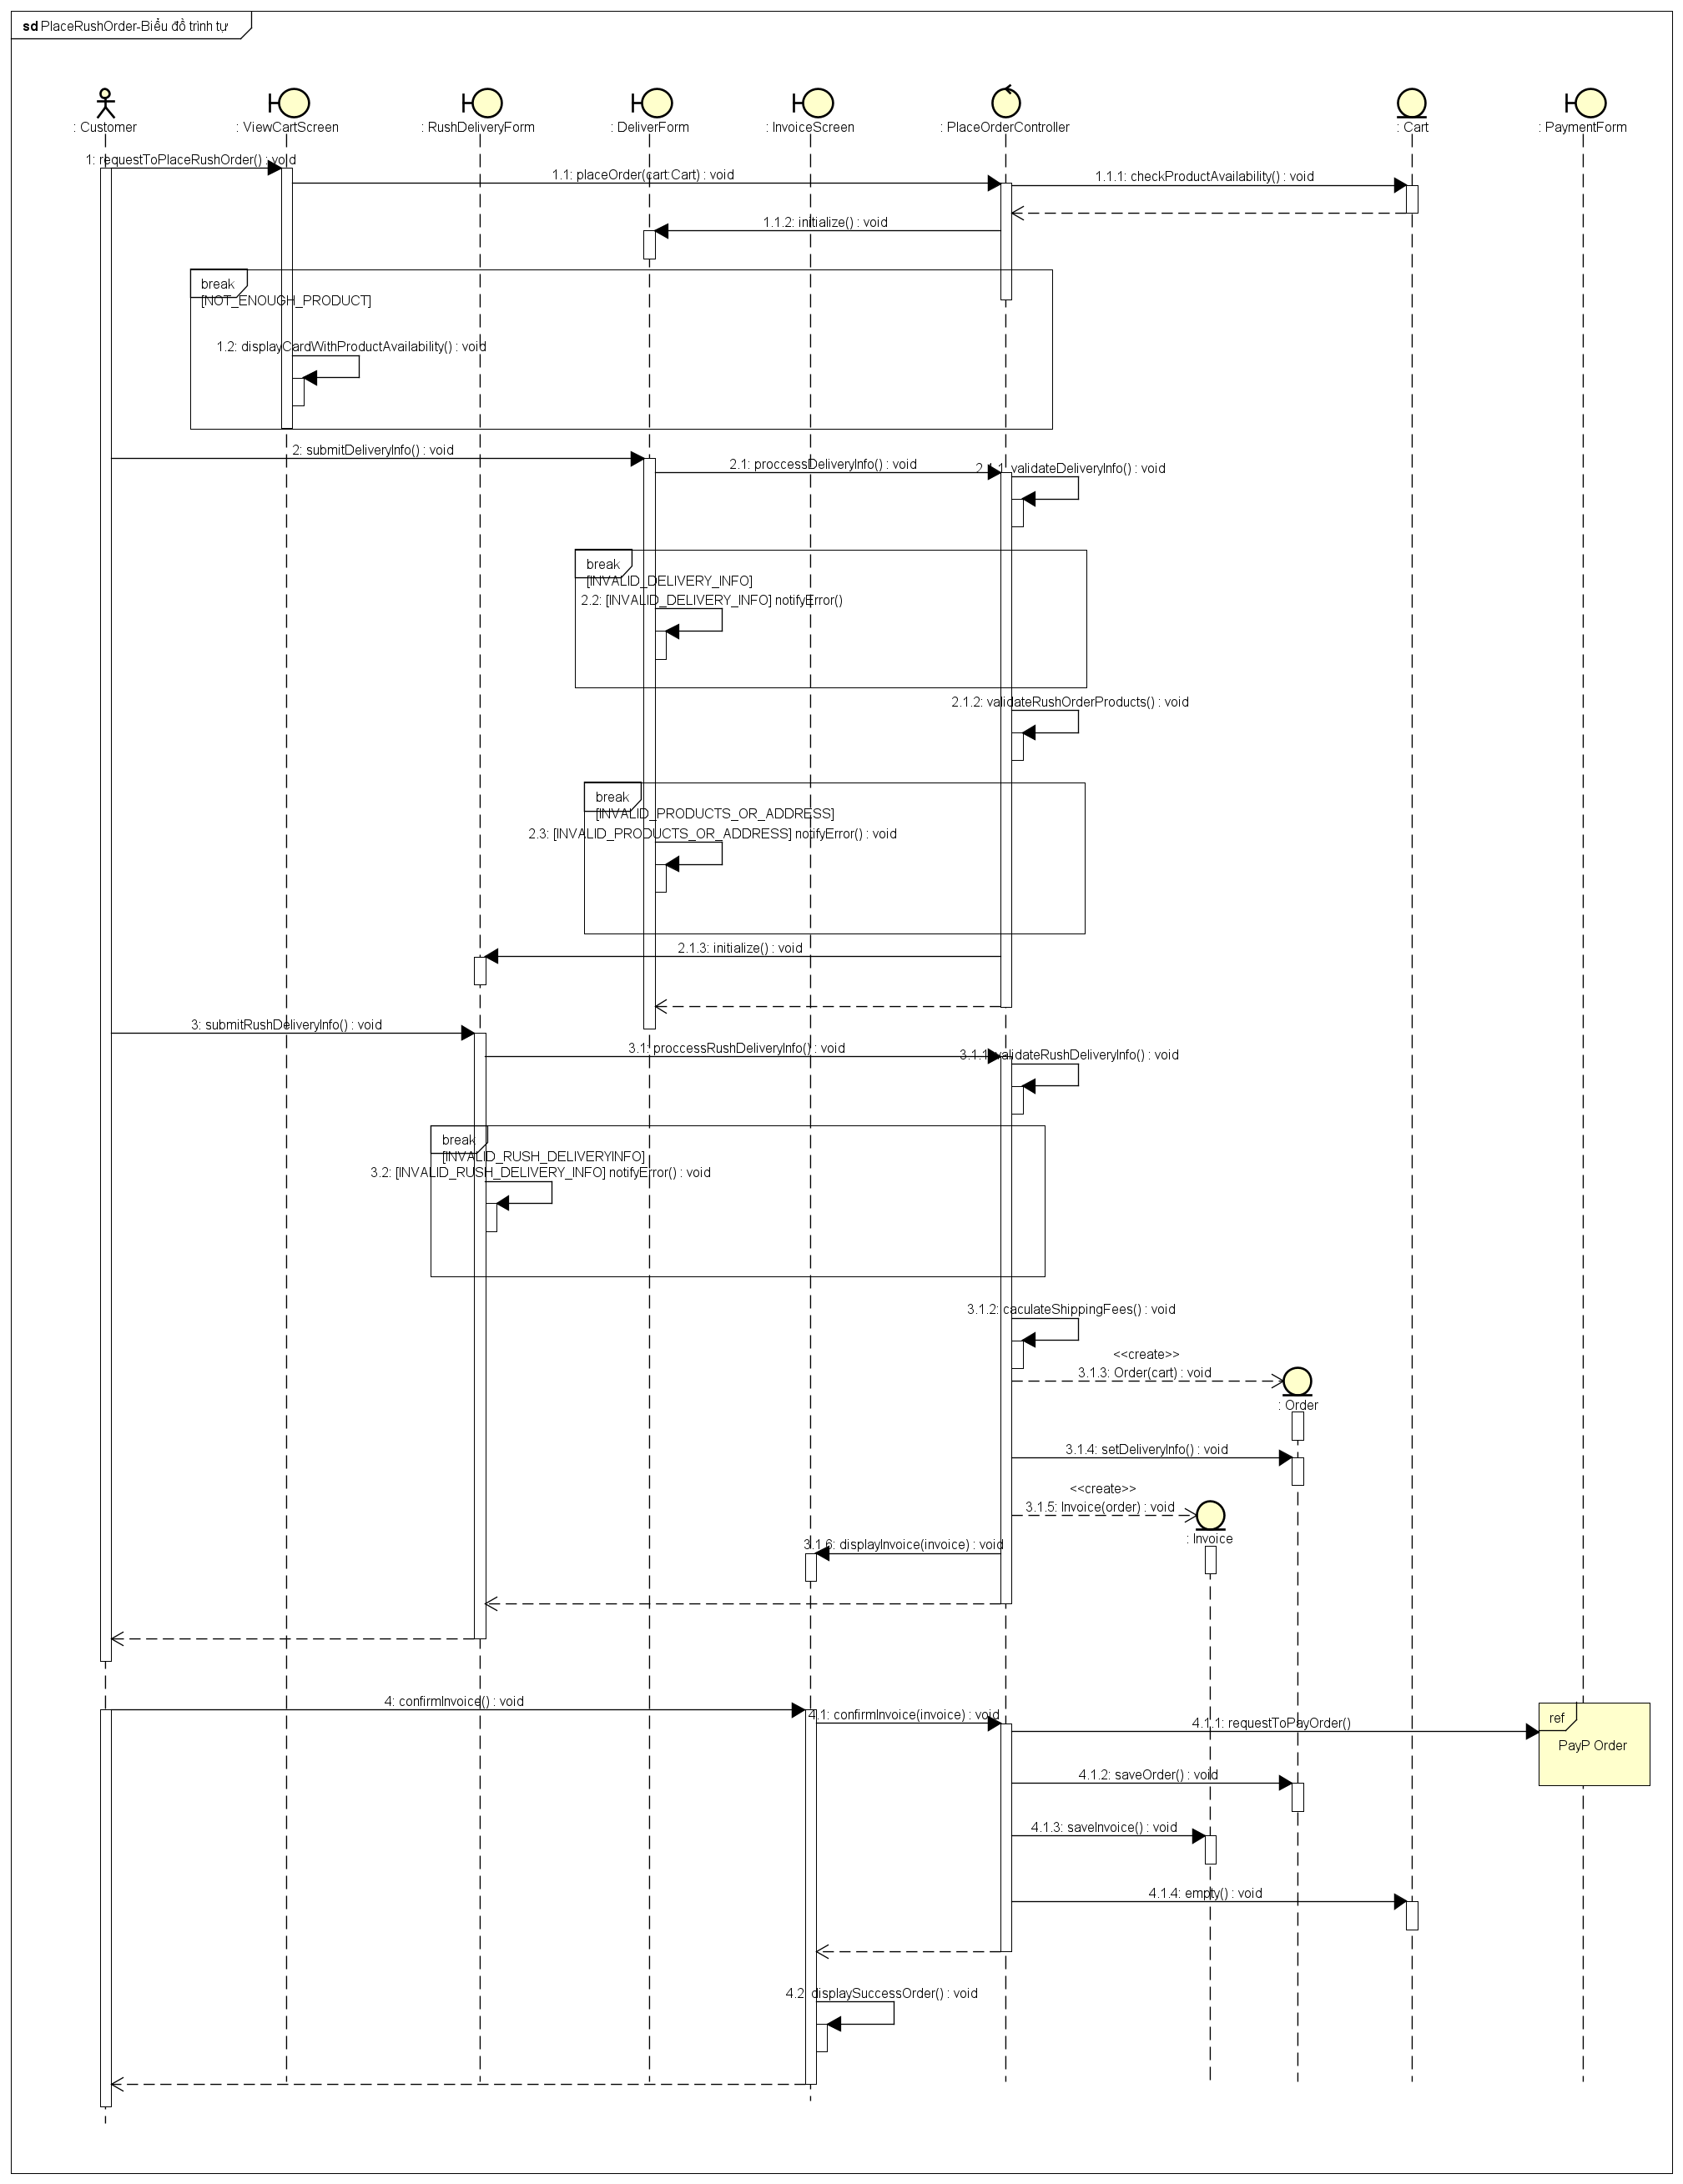 sd PlaceRushOrder-Biểu đồ trình tự
: Customer
: ViewCartScreen
: RushDeliveryForm
: DeliverForm
: InvoiceScreen
: PlaceOrderController
: Cart
: PaymentForm
1: requestToPlaceRushOrder() : void
1.1: placeOrder(cart:Cart) : void
1.1.1: checkProductAvailability() : void
1.1.2: initialize() : void
break
[NOT_ENOUGH_PRODUCT]
1.2: displayCardWithProductAvailability() : void
2: submitDeliveryInfo() : void
2.1: proccessDeliveryInfo() : void
2.1.1: validateDeliveryInfo() : void
break
[INVALID_DELIVERY_INFO]
2.2: [INVALID_DELIVERY_INFO] notifyError()
2.1.2: validateRushOrderProducts() : void
break
[INVALID_PRODUCTS_OR_ADDRESS]
2.3: [INVALID_PRODUCTS_OR_ADDRESS] notifyError() : void
2.1.3: initialize() : void
3: submitRushDeliveryInfo() : void
3.1: proccessRushDeliveryInfo() : void
3.1.1: validateRushDeliveryInfo() : void
break
[INVALID_RUSH_DELIVERYINFO]
3.2: [INVALID_RUSH_DELIVERY_INFO] notifyError() : void
3.1.2: caculateShippingFees() : void
<<create>>
3.1.3: Order(cart) : void
: Order
3.1.4: setDeliveryInfo() : void
<<create>>
3.1.5: Invoice(order) : void
: Invoice
3.1.6: displayInvoice(invoice) : void
4: confirmInvoice() : void
4.1: confirmInvoice(invoice) : void
4.1.1: requestToPayOrder()
ref
PayP Order
4.1.2: saveOrder() : void
4.1.3: saveInvoice() : void
4.1.4: empty() : void
4.2: displaySuccessOrder() : void